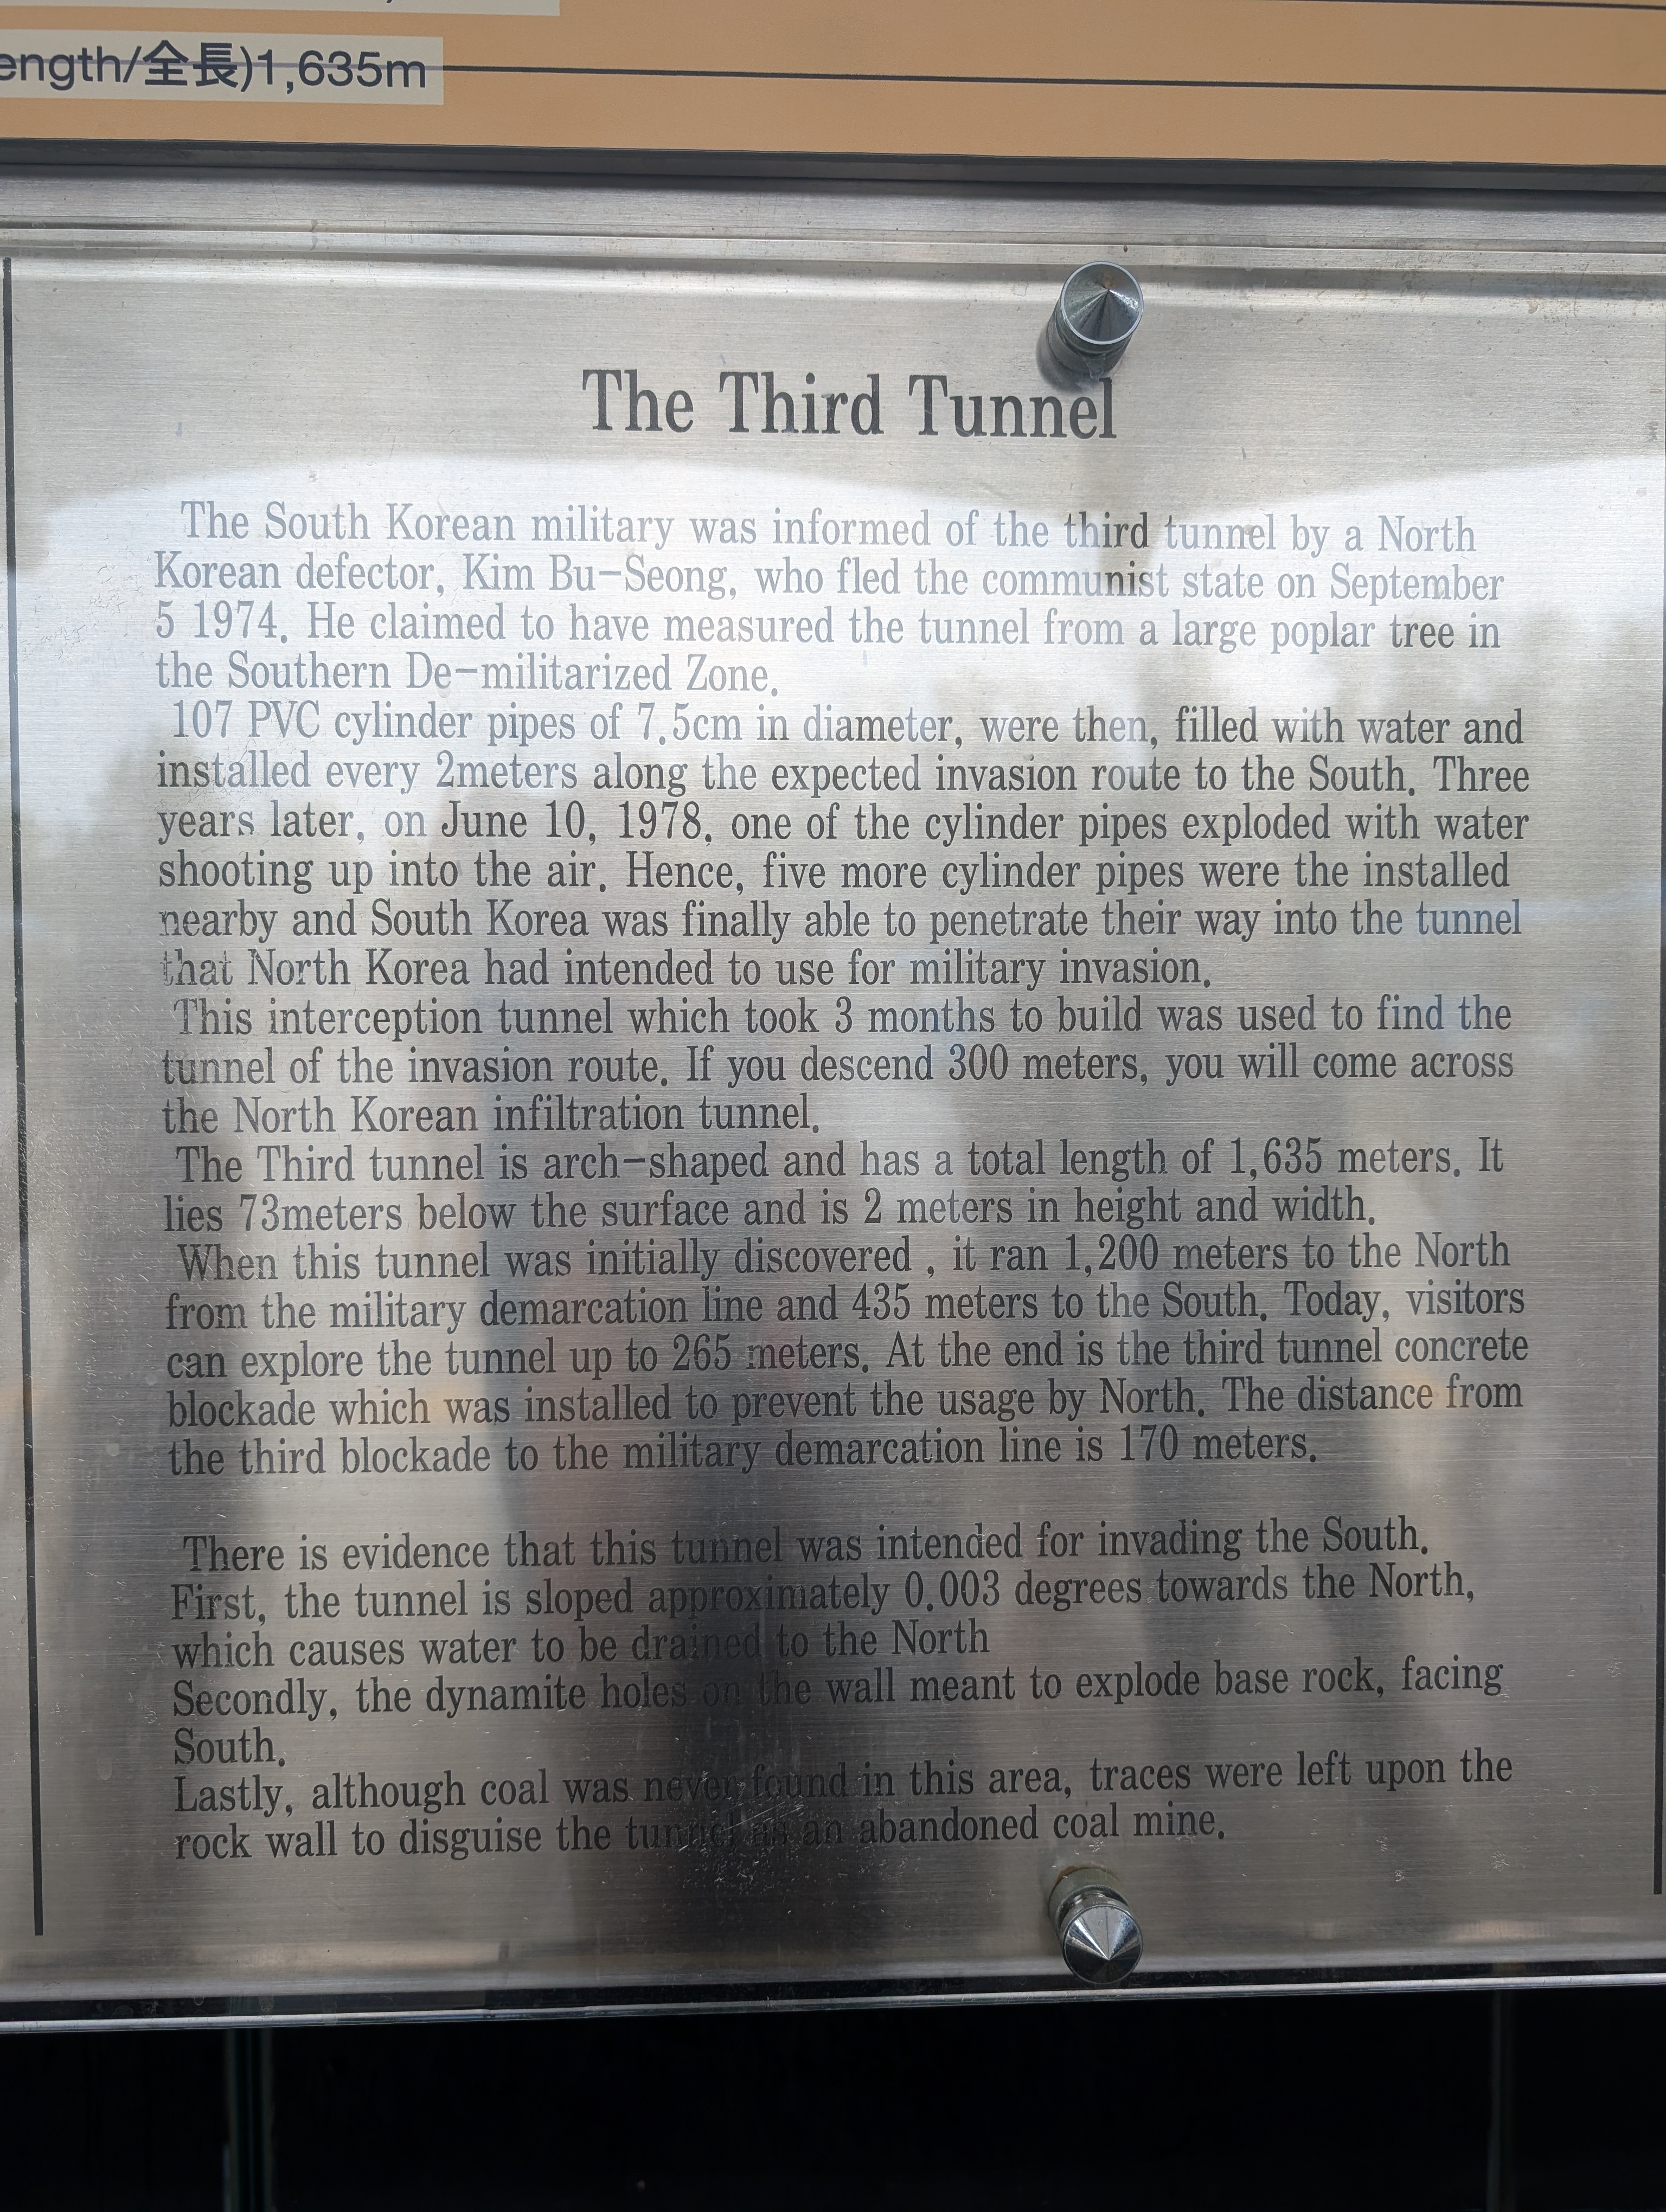 ength/全長)1,635m
The Third Tunnel
The South Korean military was informed of the third tunnel by a North
Korean defector, Kim Bu-Seong, who fled the communist state on September
5 1974. He claimed to have measured the tunnel from a large poplar tree in
the Southern De-militarized Zone.
107 PVC cylinder pipes of 7.5cm in diameter, were then, filled with water and
installed every 2meters along the expected invasion route to the South. Three
years later, on June 10, 1978, one of the cylinder pipes exploded with water
shooting up into the air. Hence, five more cylinder pipes were the installed
nearby and South Korea was finally able to penetrate their way into the tunnel
that North Korea had intended to use for military invasion.
This interception tunnel which took 3 months to build was used to find the
tunnel of the invasion route. If you descend 300 meters, you will come across
the North Korean infiltration tunnel.
The Third tunnel is arch-shaped and has a total length of 1,635 meters. It
lies 73meters below the surface and is 2 meters in height and width.
When this tunnel was initially discovered , it ran 1,200 meters to the North
from the military demarcation line and 435 meters to the South. Today, visitors
can explore the tunnel up to 265 meters. At the end is the third tunnel concrete
blockade which was installed to prevent the usage by North. The distance from
the third blockade to the military demarcation line is 170 meters.
There is evidence that this tunnel was intended for invading the South.
First, the tunnel is sloped approximately 0.003 degrees towards the North,
which causes water to be drained to the North
Secondly, the dynamite holes on the wall meant to explode base rock, facing
South.
Lastly, although coal was never found in this area, traces were left upon the
rock wall to disguise the tunnel as an abandoned coal mine.